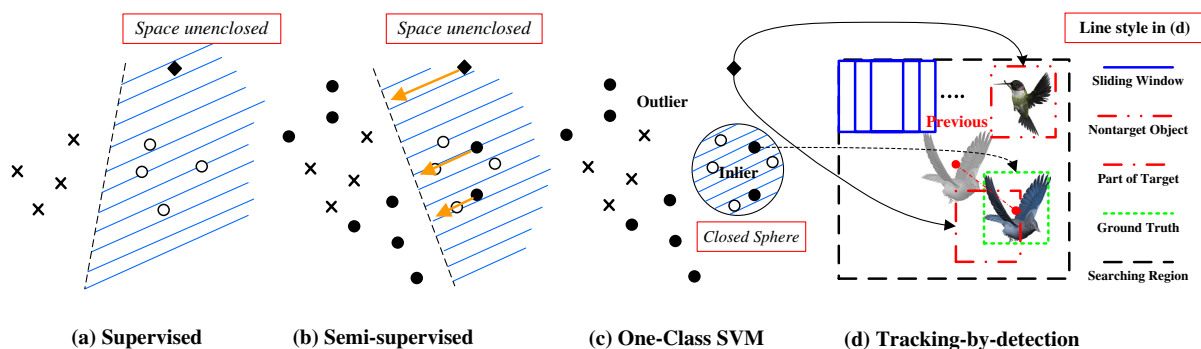 Space unenclosed
Space unenclosed
Line style in (d)
Outlier
Sliding Window
Previous
Nontarget Object
Inlier
Part of Target
Closed Sphere
Ground Truth
Searching Region
(a) Supervised
(b) Semi-supervised
(c) One-Class SVM
(d) Tracking-by-detection